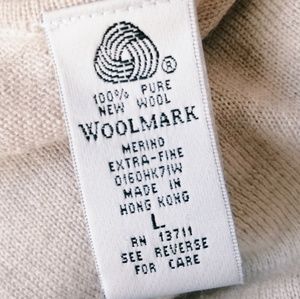 ®
100% PURE
NEW WOOL
WOOLMARK
MERINO
EXTRA-FINE
0160HK71W
MADE IN
HONG KONG
L
RN 13711
SEE REVERSE
FOR CARE